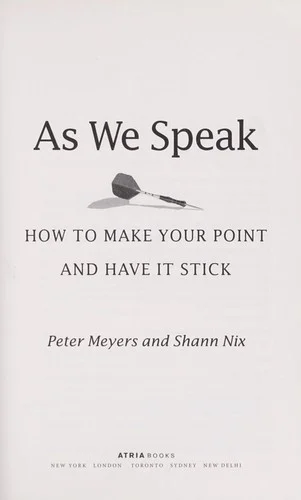 As We Speak
HOW TO MAKE YOUR POINT
AND HAVE IT STICK
Peter Meyers and Shann Nix
ATRIA BOOKS
NEW YORK LONDON TORONTO SYDNEY NEW DELHI